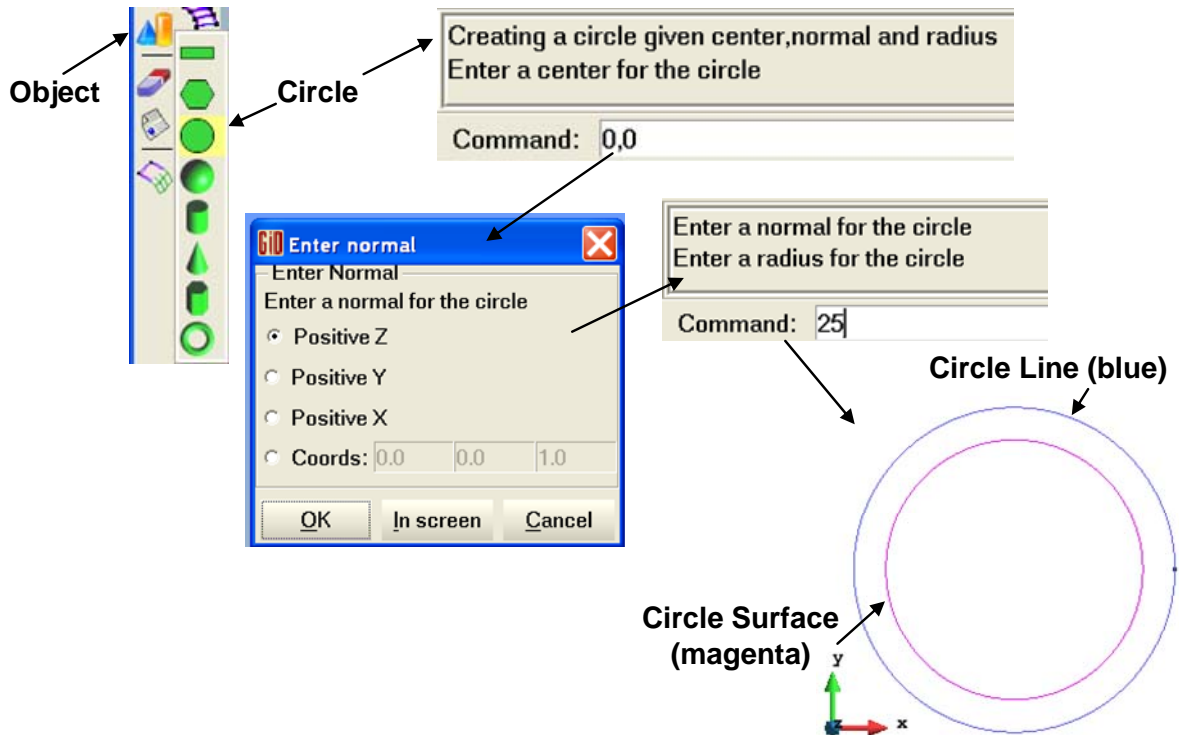 Object
Circle
Creating a circle given center,normal and radius
Enter a center for the circle
Command: 0,0
GiD Enter normal
Enter Normal
Enter a normal for the circle
Positive Z
Positive Y
Positive X
Coords: 0.0 0.0 1.0
OK In screen Cancel
Enter a normal for the circle
Enter a radius for the circle
Command: 25
Circle Line (blue)
Circle Surface
(magenta)
y
z x